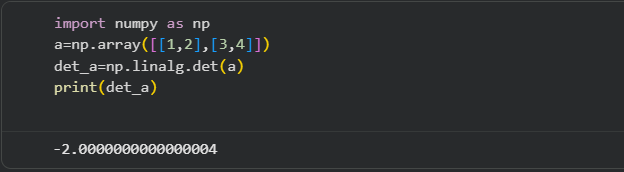 import numpy as np
a=np.array([[1,2],[3,4]])
det_a=np.linalg.det(a)
print(det_a)
-2.0000000000000004